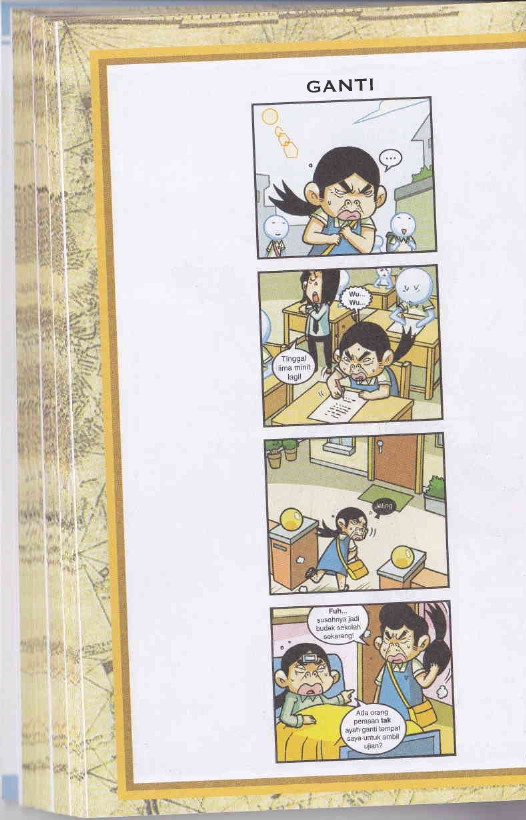 GANTI
...
Wu...
Wu...
Tinggal
lima minit
lagi!
Jeling
Fuh...
susahnya jadi
budak sekolah
sekarang!
Ada orang
perasan tak
ayah ganti tempat
saya untuk ambil
ujian?